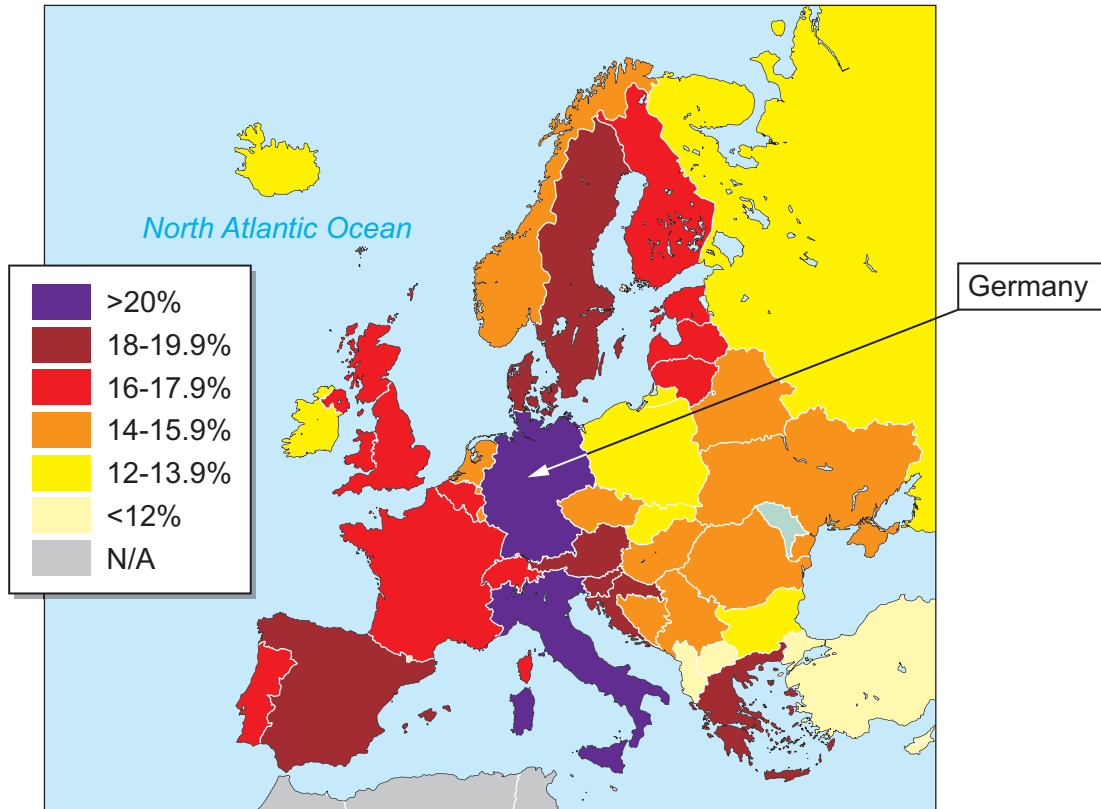 North Atlantic Ocean
Germany
>20%
18-19.9%
16-17.9%
14-15.9%
12-13.9%
<12%
N/A